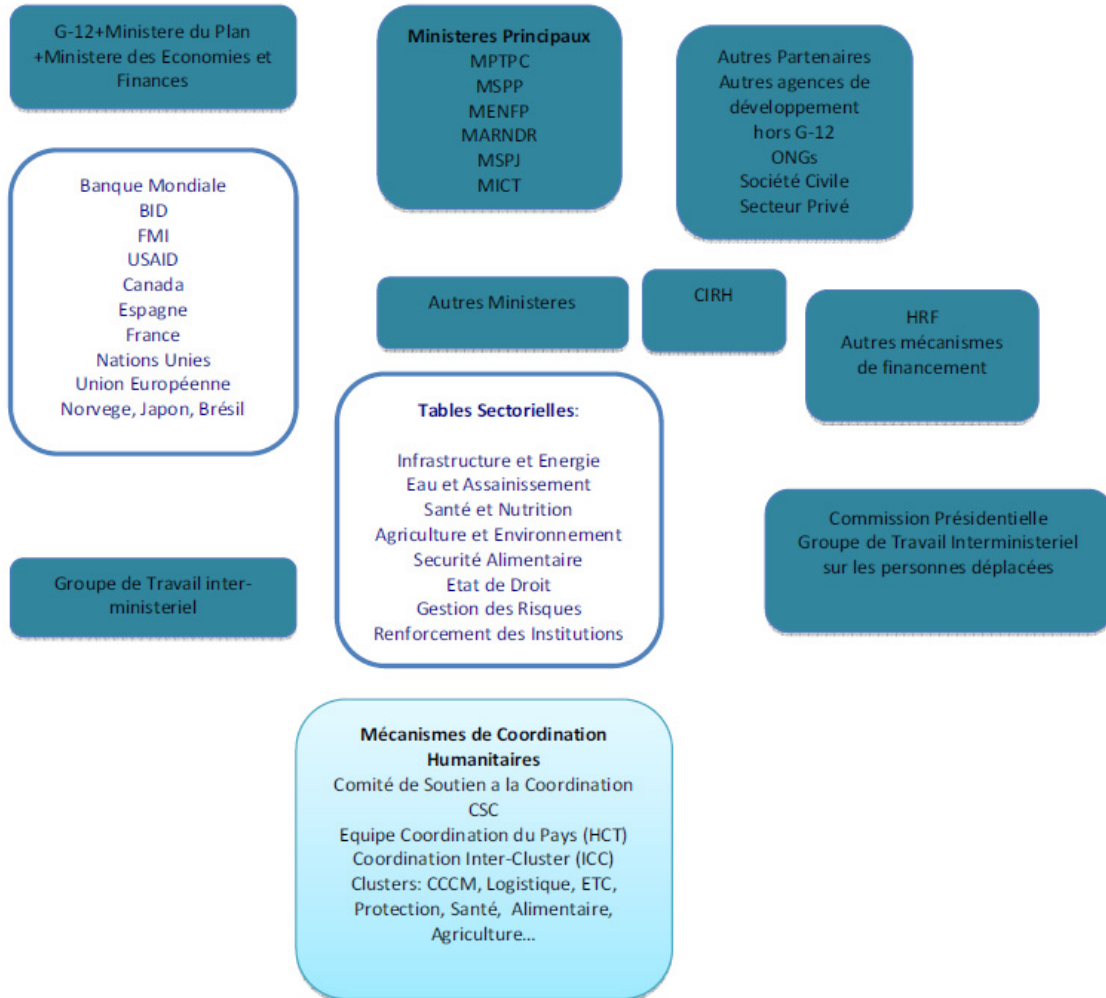 G-12+Ministere du Plan
+Ministere des Economies et
Finances
Banque Mondiale
BID
FMI
USAID
Canada
Espagne
France
Nations Unies
Union Européenne
Norvege, Japon, Brésil
Groupe de Travail inter-
ministeriel
Ministeres Principaux
MPTPC
MSPP
MENFP
MARNDR
MSPJ
MICT
Autres Partenaires
Autres agences de
développement
hors G-12
ONGs
Société Civile
Secteur Privé
Autres Ministeres
CIRH
HRF
Autres mécanismes
de financement
Tables Sectorielles:
Infrastructure et Energie
Eau et Assainissement
Santé et Nutrition
Agriculture et Environnement
Securité Alimentaire
Etat de Droit
Gestion des Risques
Renforcement des Institutions
Commission Présidentielle
Groupe de Travail Interministeriel
sur les personnes déplacées
Mécanismes de Coordination
Humanitaires
Comité de Soutien a la Coordination
CSC
Equipe Coordination du Pays (HCT)
Coordination Inter-Cluster (ICC)
Clusters: CCCM, Logistique, ETC,
Protection, Santé, Alimentaire,
Agriculture…